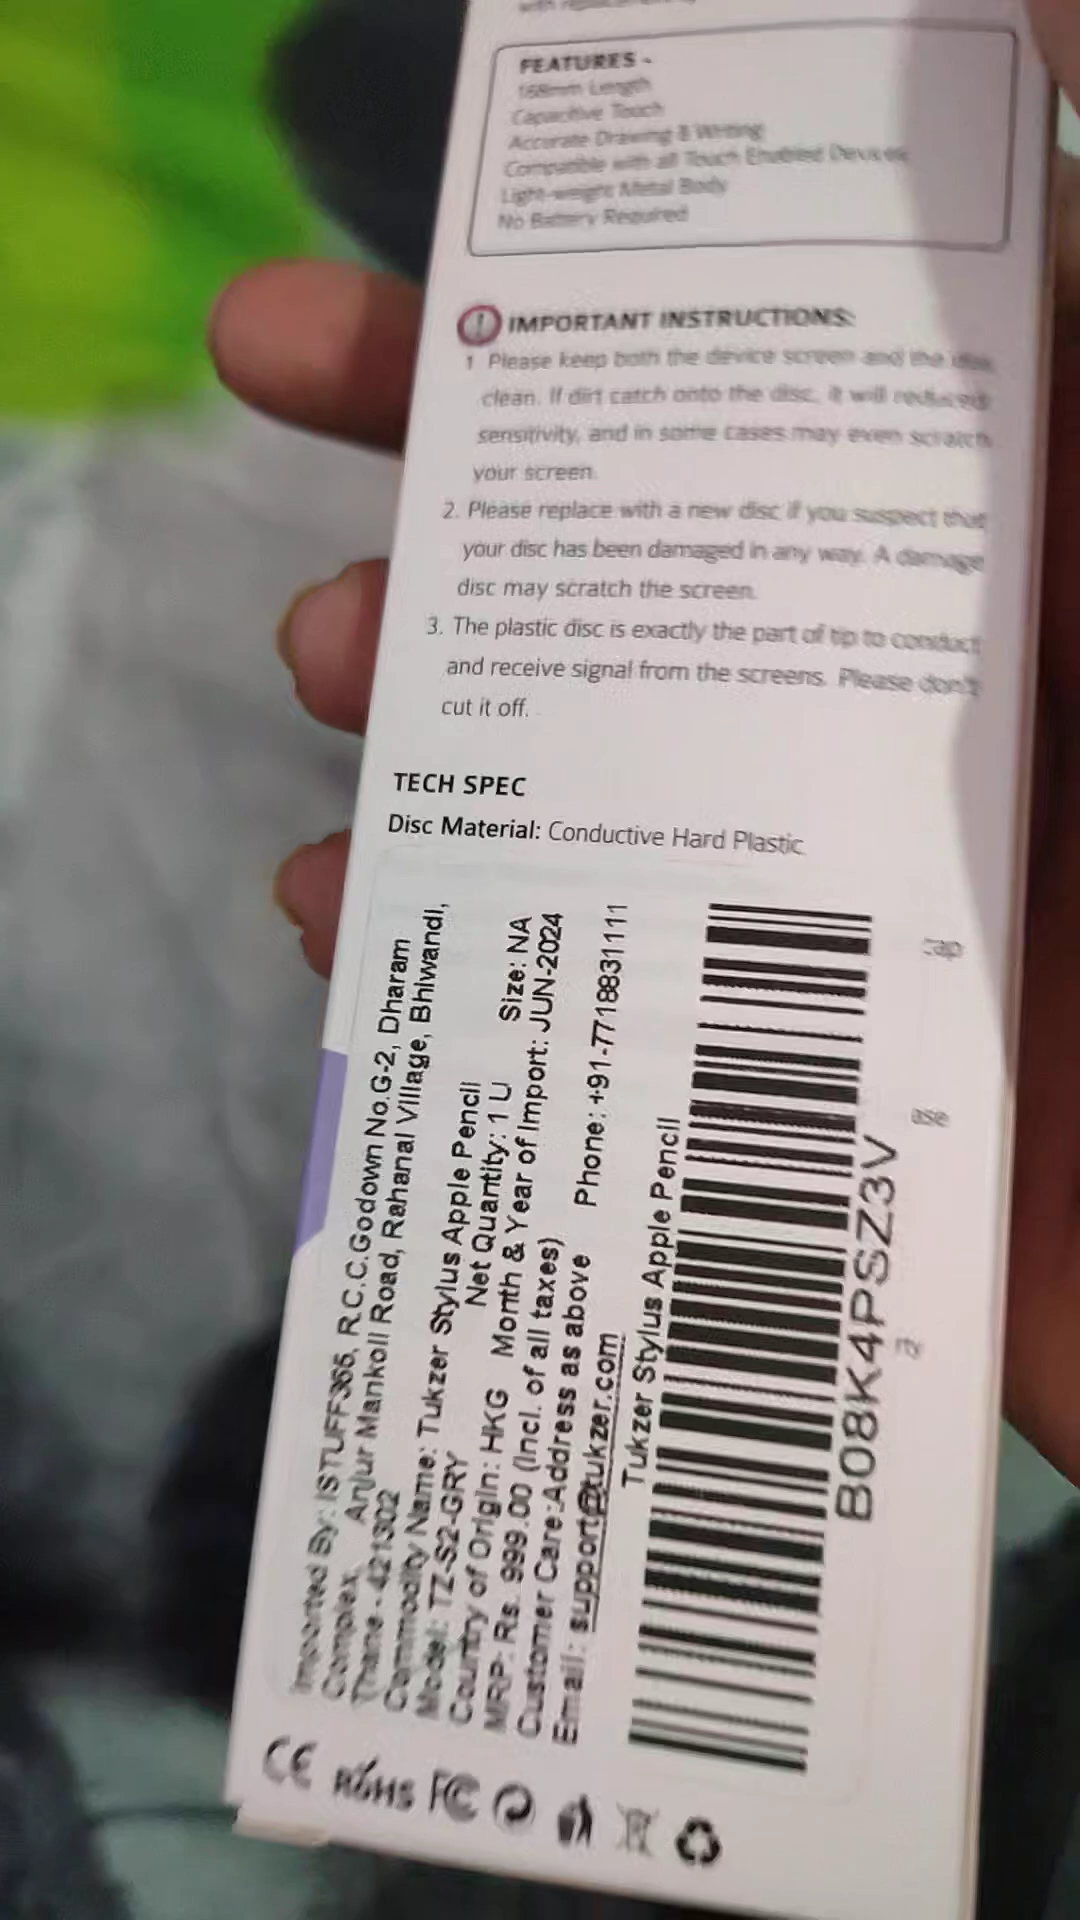 FEATURES -
168mm Length
Capacitive Touch
Accurate Drawing & Writing
Compatible with all Touch Enabled Devices
Light-weight Metal Body
No Battery Required
! IMPORTANT INSTRUCTIONS:
1 Please keep both the device screen and the disc
clean. If dirt catch onto the disc, it will reduced
sensitivity, and in some cases may even scratch
your screen.
2. Please replace with a new disc if you suspect that
your disc has been damaged in any way. A damage
disc may scratch the screen.
3. The plastic disc is exactly the part of tip to conduct
and receive signal from the screens. Please don't
cut it off.
TECH SPEC
Disc Material: Conductive Hard Plastic
Imported By: ISTUFF365, R.C.C.Godown No.G-2, Dharam
Complex, Anjur Mankoli Road, Rahanal Village, Bhiwandi,
Thane - 421302
Commodity Name: Tukzer Stylus Apple Pencil
Model: TZ-S2-GRY Net Quantity: 1 U Size: NA
Country of Origin: HKG Month & Year of Import: JUN-2024
MRP: Rs. 999.00 (Incl. of all taxes)
Customer Care:Address as above Phone: +91-7718831111
Email: support@tukzer.com
Tukzer Stylus Apple Pencil
B08K4PSZ3V
CE RoHS FC